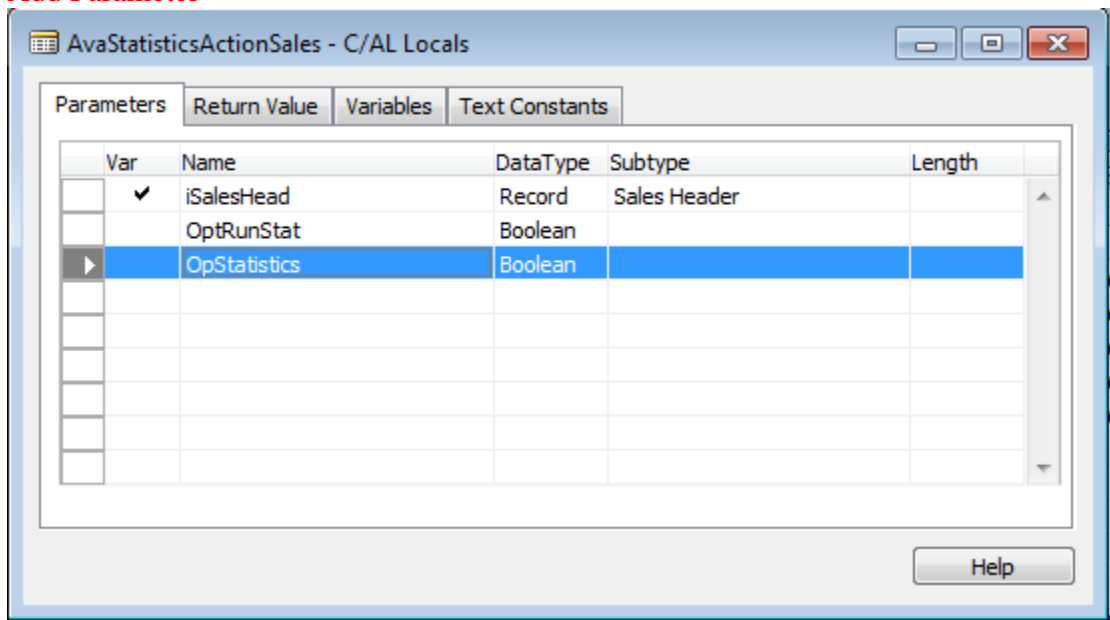 AvaStatisticsActionSales - C/AL Locals
Parameters Return Value Variables Text Constants
Var Name DataType Subtype Length
iSalesHead Record Sales Header
OptRunStat Boolean
OpStatistics Boolean
Help